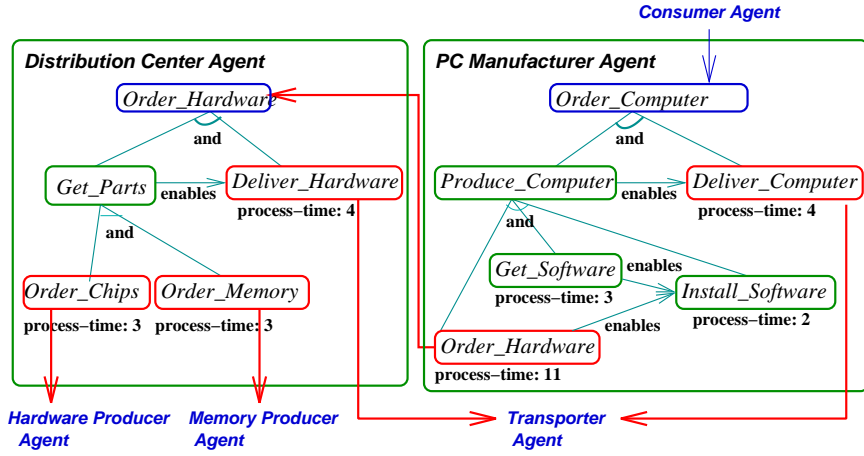 Consumer Agent
Distribution Center Agent
PC Manufacturer Agent
Order_Hardware
Order_Computer
and
and
Get_Parts
enables
Deliver_Hardware
process−time: 4
Produce_Computer
enables
Deliver_Computer
process−time: 4
and
and
Get_Software
process−time: 3
enables
Install_Software
process−time: 2
Order_Chips
process−time: 3
Order_Memory
process−time: 3
enables
Order_Hardware
process−time: 11
Hardware Producer
Agent
Memory Producer
Agent
Transporter
Agent